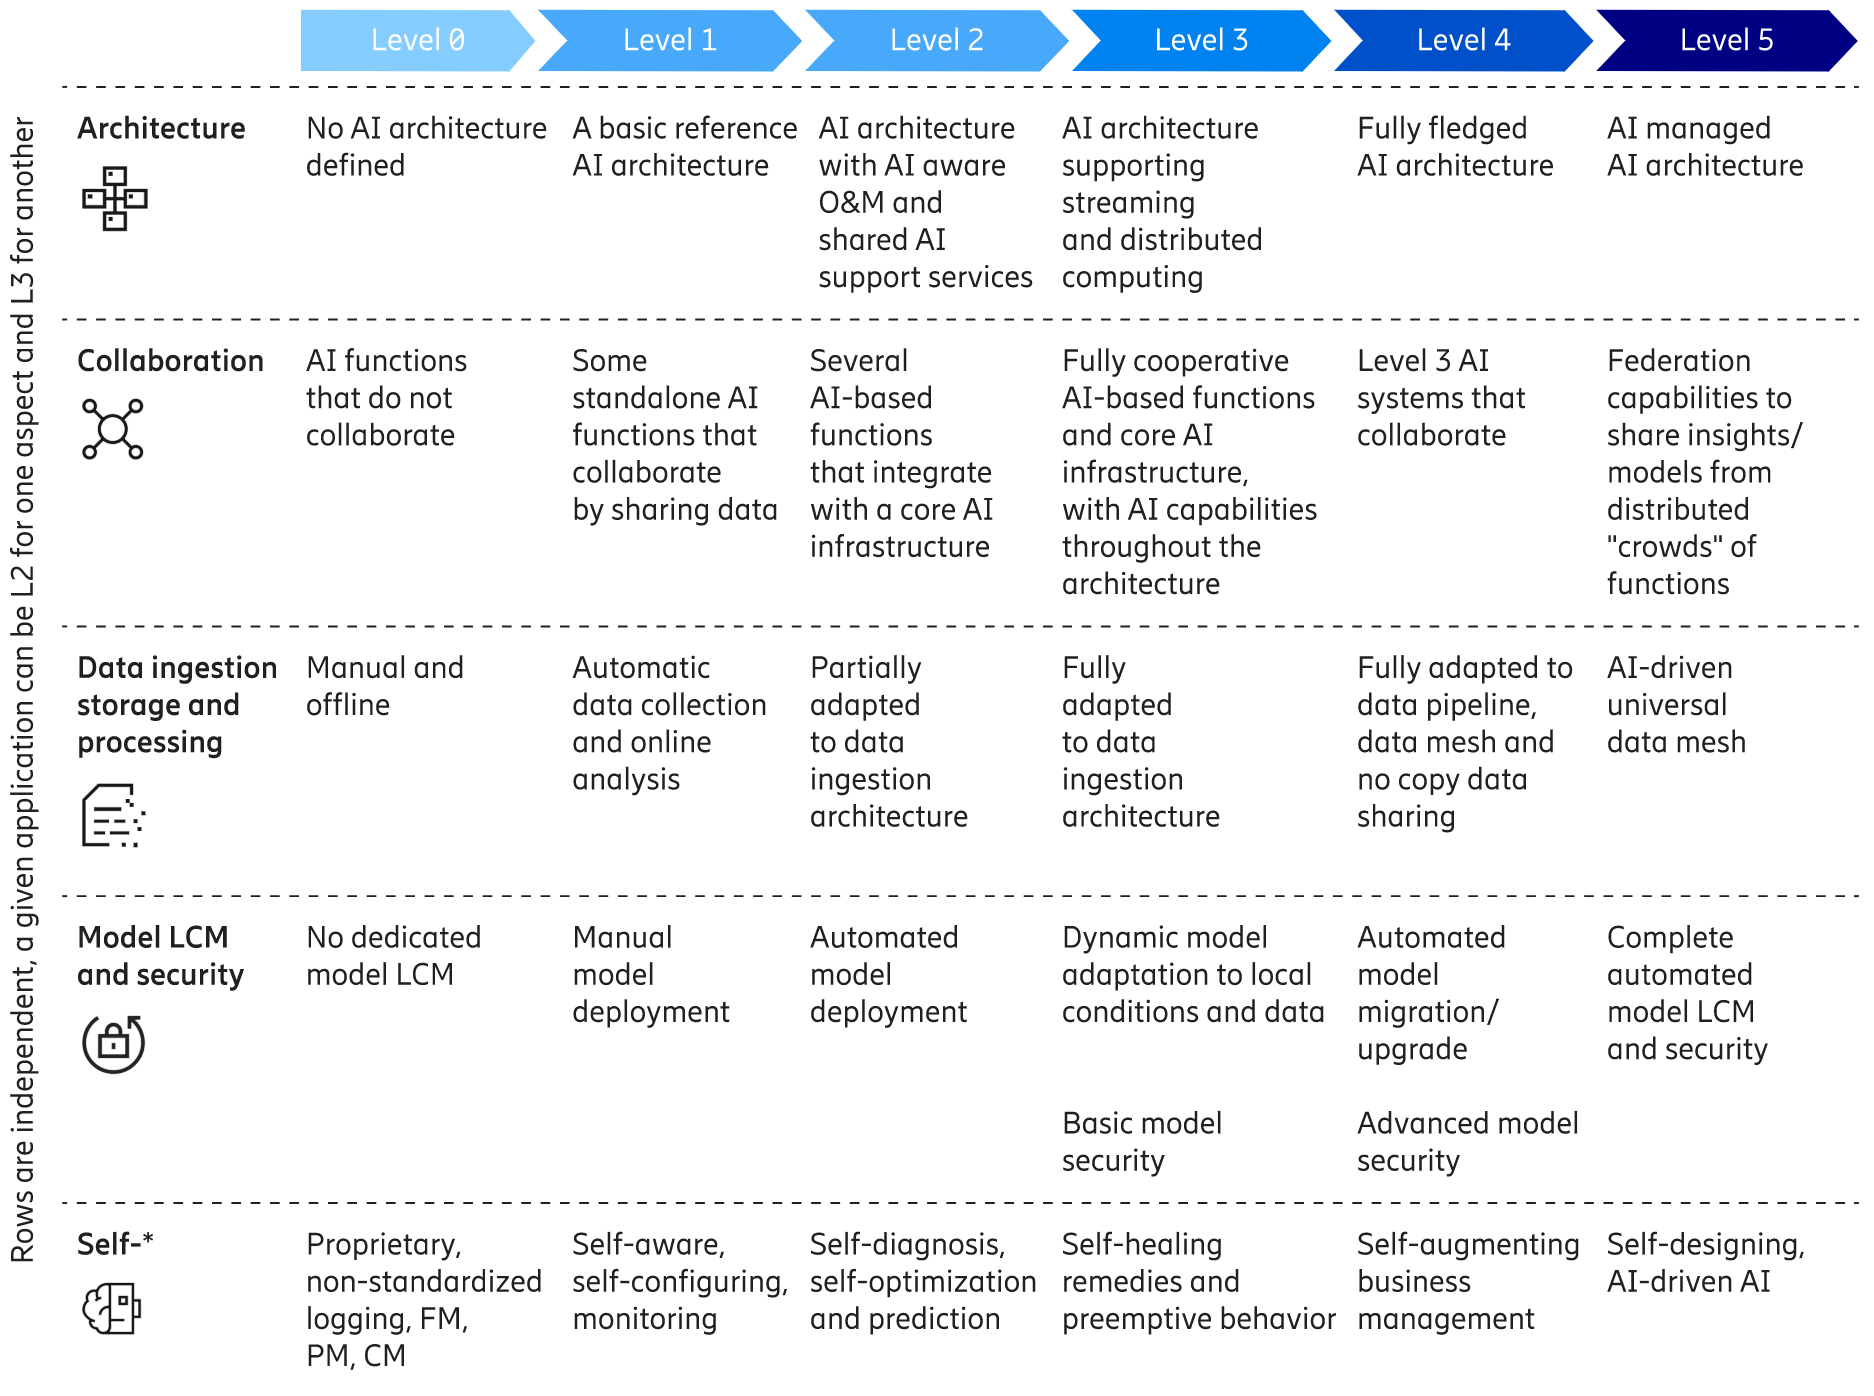 Level 0
Level 1
Level 2
Level 3
Level 4
Level 5
Rows are independent, a given application can be L2 for one aspect and L3 for another
Architecture
No AI architecture
defined
A basic reference
AI architecture
AI architecture
with AI aware
O&M and
shared AI
support services
AI architecture
supporting
streaming
and distributed
computing
Fully fledged
AI architecture
AI managed
AI architecture
Collaboration
AI functions
that do not
collaborate
Some
standalone AI
functions that
collaborate
by sharing data
Several
AI-based
functions
that integrate
with a core AI
infrastructure
Fully cooperative
AI-based functions
and core AI
infrastructure,
with AI capabilities
throughout the
architecture
Level 3 AI
systems that
collaborate
Federation
capabilities to
share insights/
models from
distributed
"crowds" of
functions
Data ingestion
storage and
processing
Manual and
offline
Automatic
data collection
and online
analysis
Partially
adapted
to data
ingestion
architecture
Fully
adapted
to data
ingestion
architecture
Fully adapted to
data pipeline,
data mesh and
no copy data
sharing
AI-driven
universal
data mesh
Model LCM
and security
No dedicated
model LCM
Manual
model
deployment
Automated
model
deployment
Dynamic model
adaptation to local
conditions and data
Basic model
security
Automated
model
migration/
upgrade
Advanced model
security
Complete
automated
model LCM
and security
Self-*
Proprietary,
non-standardized
logging, FM,
PM, CM
Self-aware,
self-configuring,
monitoring
Self-diagnosis,
self-optimization
and prediction
Self-healing
remedies and
preemptive behavior
Self-augmenting
business
management
Self-designing,
AI-driven AI